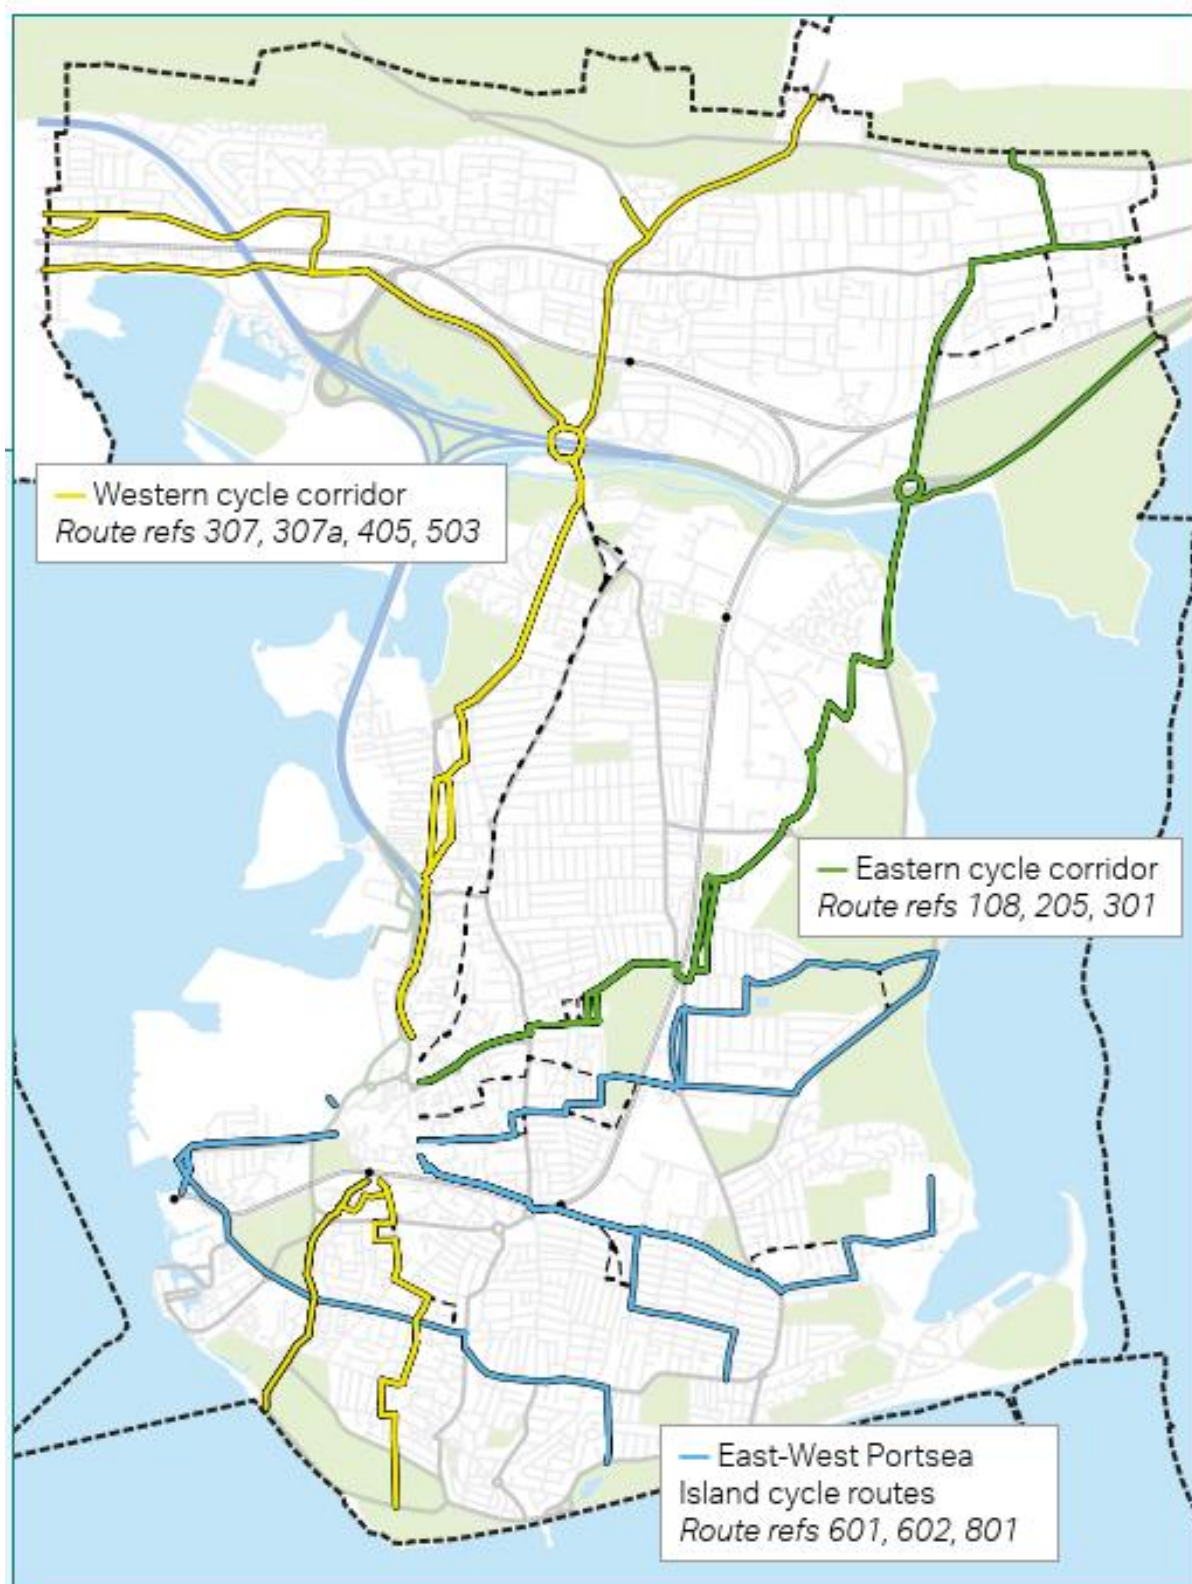 Western cycle corridor
Route refs 307, 307a, 405, 503
Eastern cycle corridor
Route refs 108, 205, 301
East-West Portsea
Island cycle routes
Route refs 601, 602, 801